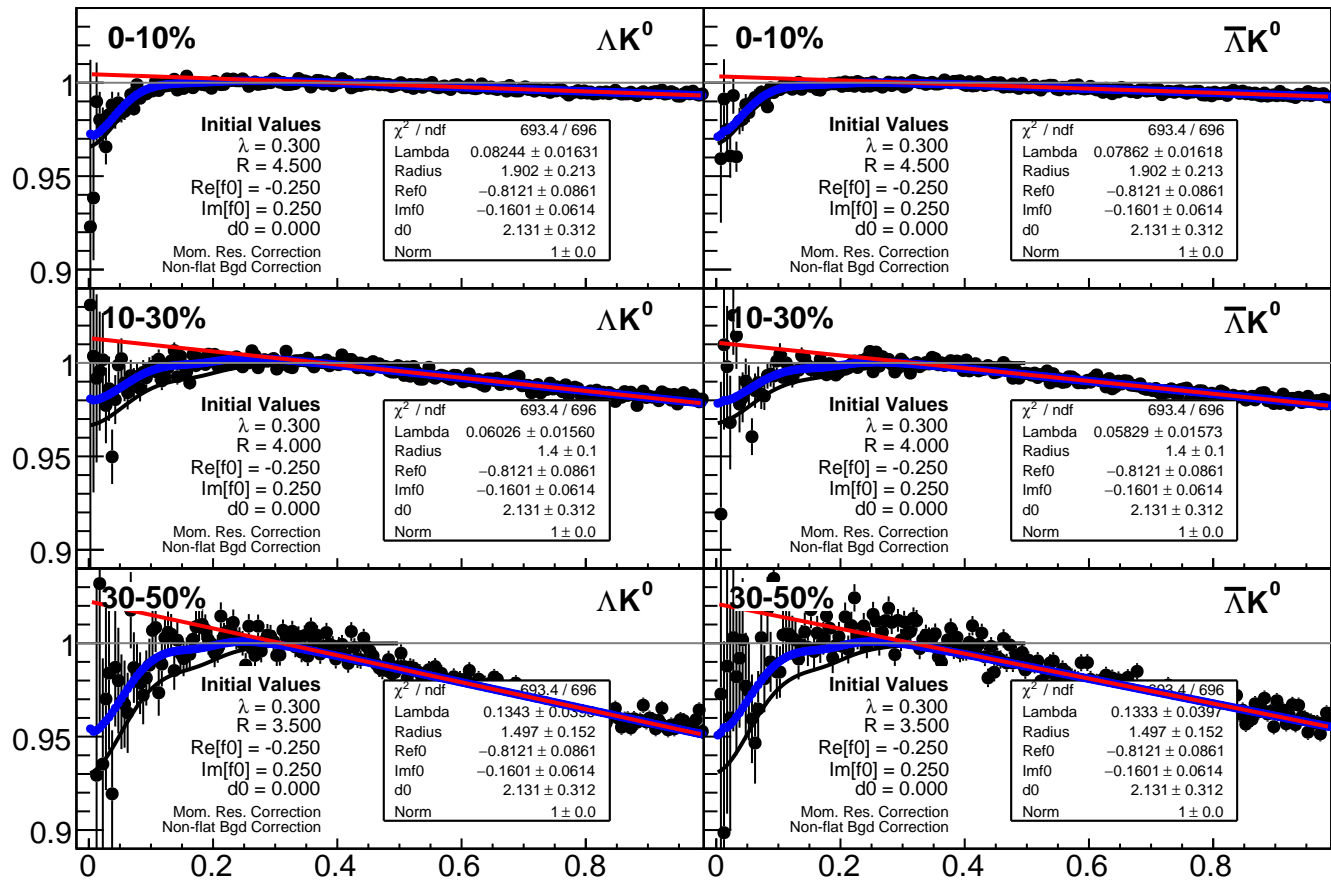 0-10%
ΛK⁰
1
0.95
0.9
Initial Values
λ = 0.300
R = 4.500
Re[f0] = -0.250
Im[f0] = 0.250
d0 = 0.000
Mom. Res. Correction
Non-flat Bgd Correction
χ² / ndf 693.4 / 696
Lambda 0.08244 ± 0.01631
Radius 1.902 ± 0.213
Ref0 −0.8121 ± 0.0861
Imf0 −0.1601 ± 0.0614
d0 2.131 ± 0.312
Norm 1 ± 0.0
0-10%
Λ̅K⁰
Initial Values
λ = 0.300
R = 4.500
Re[f0] = -0.250
Im[f0] = 0.250
d0 = 0.000
Mom. Res. Correction
Non-flat Bgd Correction
χ² / ndf 693.4 / 696
Lambda 0.07862 ± 0.01618
Radius 1.902 ± 0.213
Ref0 −0.8121 ± 0.0861
Imf0 −0.1601 ± 0.0614
d0 2.131 ± 0.312
Norm 1 ± 0.0
10-30%
ΛK⁰
1
0.95
0.9
Initial Values
λ = 0.300
R = 4.000
Re[f0] = -0.250
Im[f0] = 0.250
d0 = 0.000
Mom. Res. Correction
Non-flat Bgd Correction
χ² / ndf 693.4 / 696
Lambda 0.06026 ± 0.01560
Radius 1.4 ± 0.1
Ref0 −0.8121 ± 0.0861
Imf0 −0.1601 ± 0.0614
d0 2.131 ± 0.312
Norm 1 ± 0.0
10-30%
Λ̅K⁰
Initial Values
λ = 0.300
R = 4.000
Re[f0] = -0.250
Im[f0] = 0.250
d0 = 0.000
Mom. Res. Correction
Non-flat Bgd Correction
χ² / ndf 693.4 / 696
Lambda 0.05829 ± 0.01573
Radius 1.4 ± 0.1
Ref0 −0.8121 ± 0.0861
Imf0 −0.1601 ± 0.0614
d0 2.131 ± 0.312
Norm 1 ± 0.0
30-50%
ΛK⁰
1
0.95
0.9
Initial Values
λ = 0.300
R = 3.500
Re[f0] = -0.250
Im[f0] = 0.250
d0 = 0.000
Mom. Res. Correction
Non-flat Bgd Correction
χ² / ndf 693.4 / 696
Lambda 0.1343 ±
Radius 1.497 ± 0.152
Ref0 −0.8121 ± 0.0861
Imf0 −0.1601 ± 0.0614
d0 2.131 ± 0.312
Norm 1 ± 0.0
30-50%
Λ̅K⁰
Initial Values
λ = 0.300
R = 3.500
Re[f0] = -0.250
Im[f0] = 0.250
d0 = 0.000
Mom. Res. Correction
Non-flat Bgd Correction
χ² / ndf 693.4 / 696
Lambda 0.1333 ± 0.0397
Radius 1.497 ± 0.152
Ref0 −0.8121 ± 0.0861
Imf0 −0.1601 ± 0.0614
d0 2.131 ± 0.312
Norm 1 ± 0.0
0 0.2 0.4 0.6 0.8 0 0.2 0.4 0.6 0.8